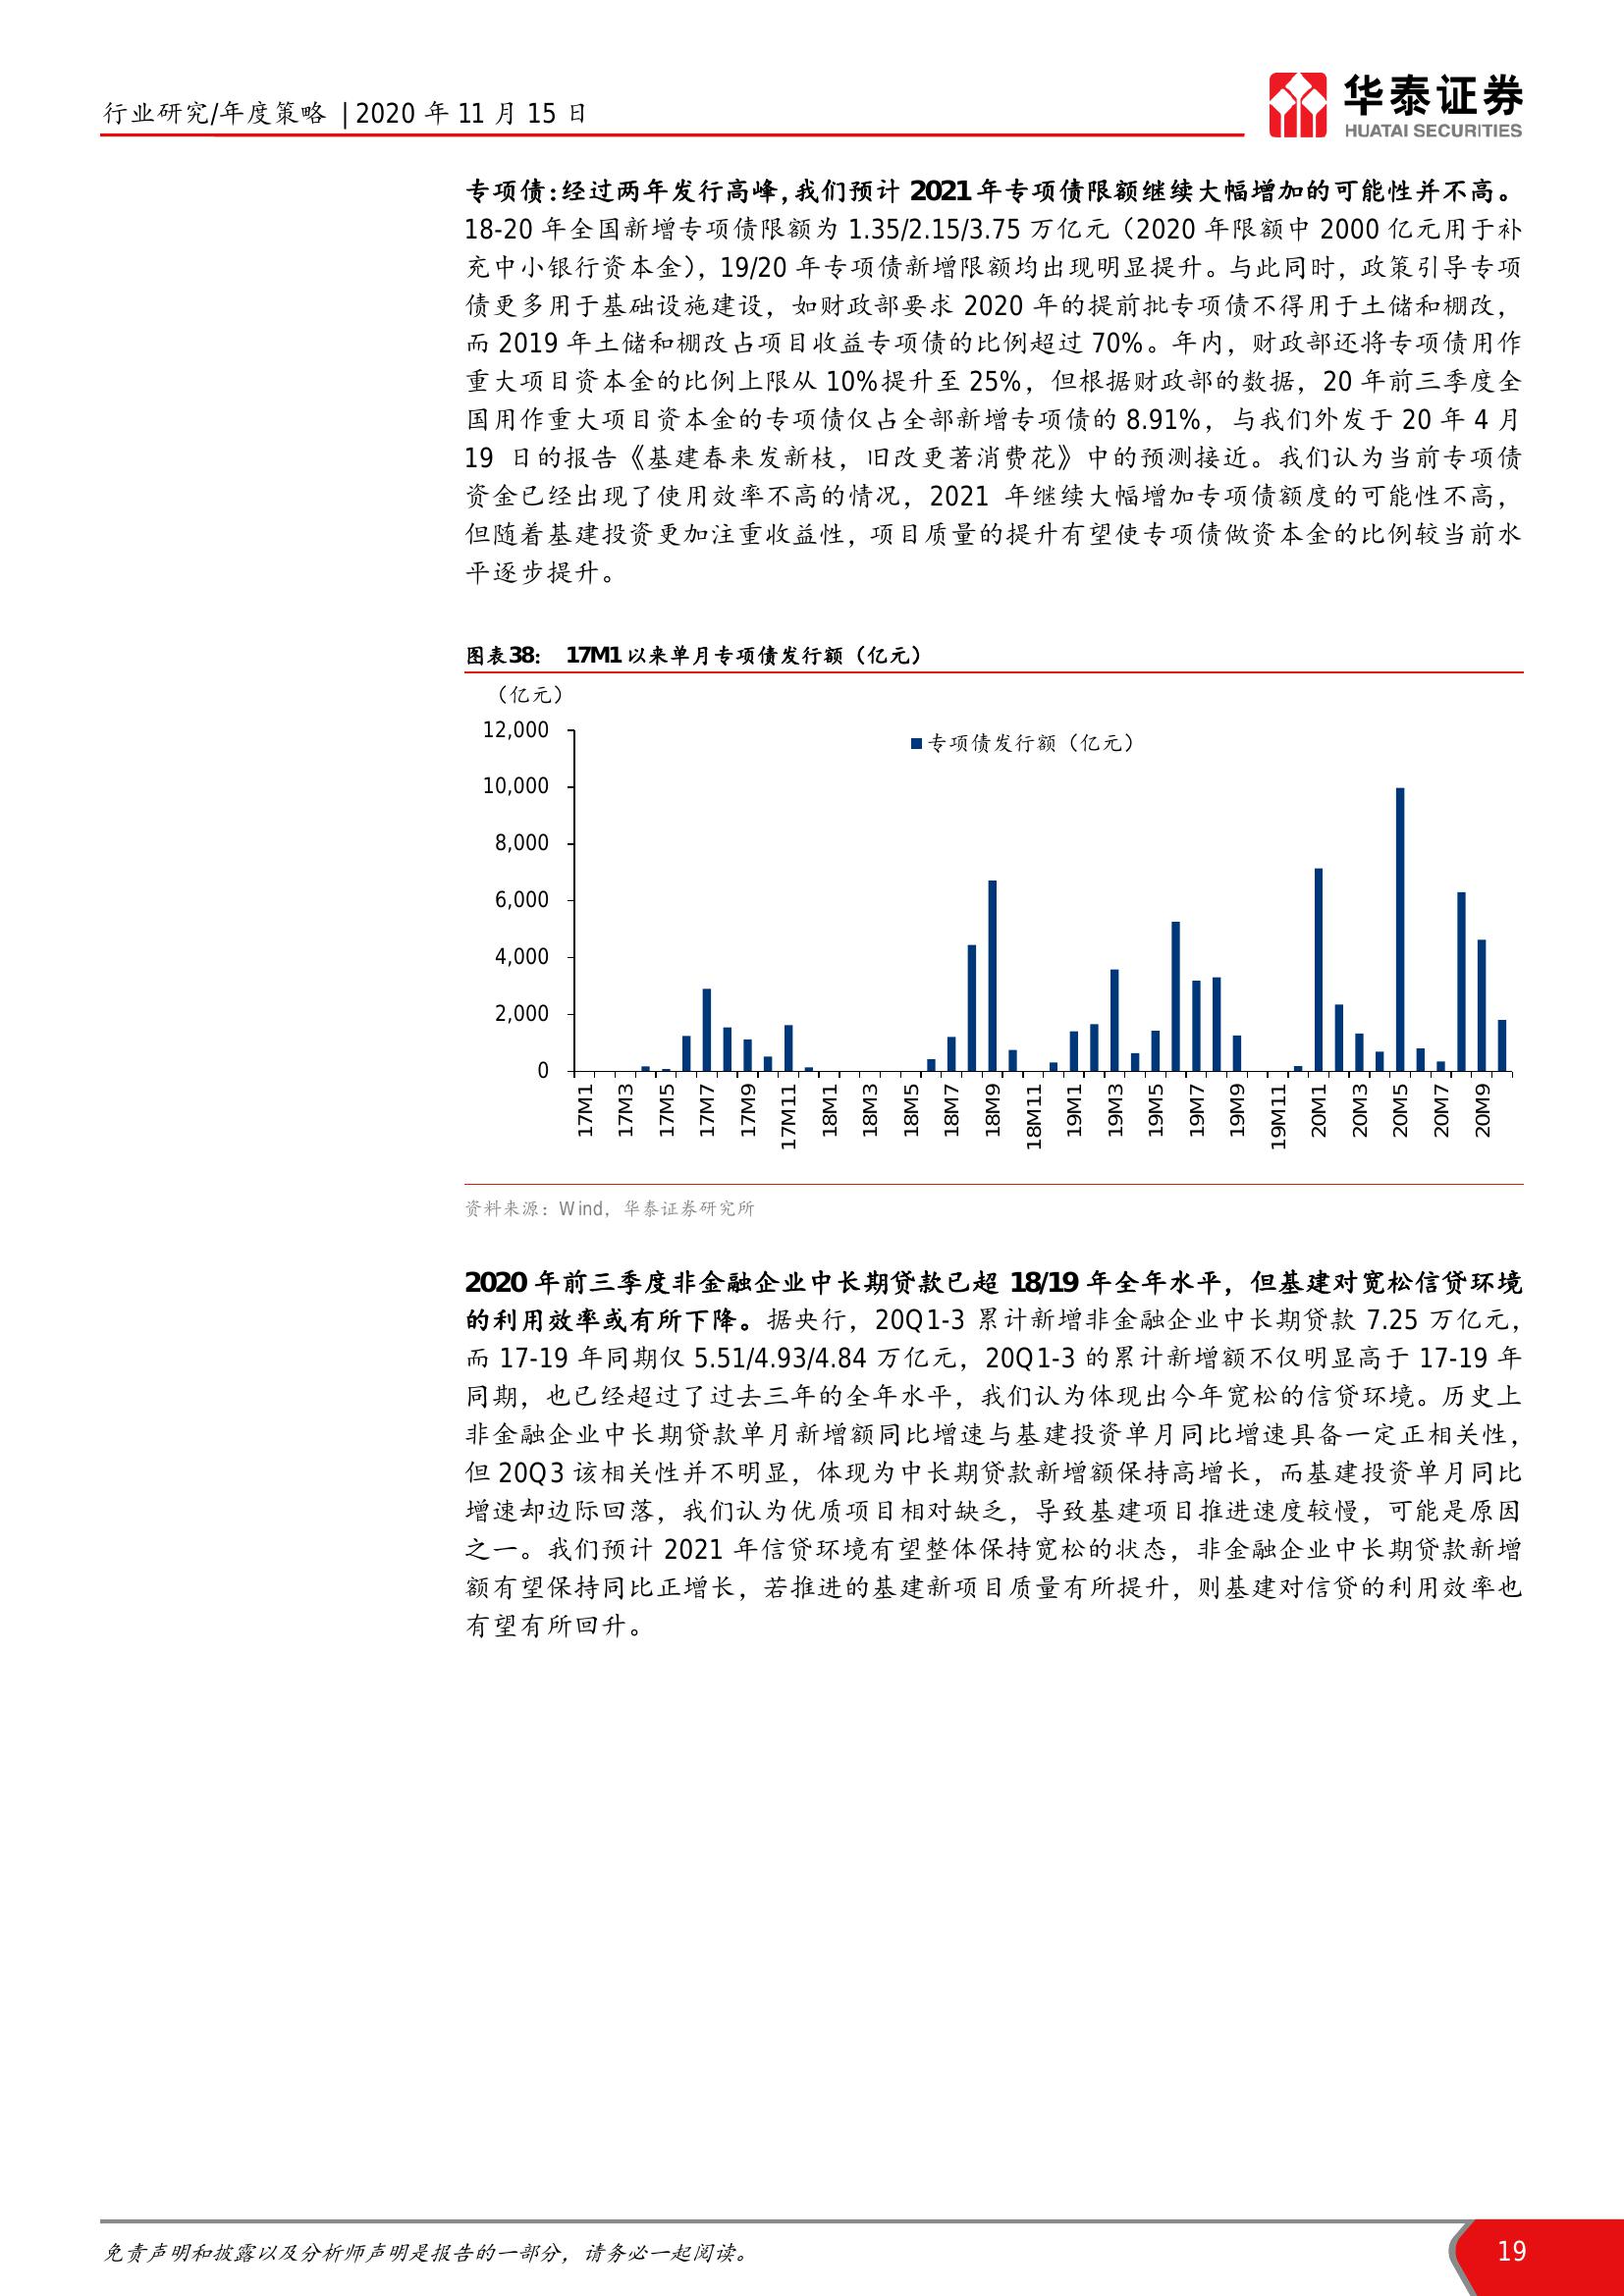 行业研究/年度策略 | 2020 年 11 月 15 日
华泰证券
HUATAI SECURITIES
专项债:经过两年发行高峰,我们预计 2021 年专项债限额继续大幅增加的可能性并不高。
18-20 年全国新增专项债限额为 1.35/2.15/3.75 万亿元（2020 年限额中 2000 亿元用于补
充中小银行资本金），19/20 年专项债新增限额均出现明显提升。与此同时，政策引导专项
债更多用于基础设施建设，如财政部要求 2020 年的提前批专项债不得用于土储和棚改，
而 2019 年土储和棚改占项目收益专项债的比例超过 70%。年内，财政部还将专项债用作
重大项目资本金的比例上限从 10%提升至 25%，但根据财政部的数据，20 年前三季度全
国用作重大项目资本金的专项债仅占全部新增专项债的 8.91%，与我们外发于 20 年 4 月
19 日的报告《基建春来发新枝，旧改更著消费花》中的预测接近。我们认为当前专项债
资金已经出现了使用效率不高的情况，2021 年继续大幅增加专项债额度的可能性不高，
但随着基建投资更加注重收益性，项目质量的提升有望使专项债做资本金的比例较当前水
平逐步提升。
图表38： 17M1 以来单月专项债发行额（亿元）
（亿元）
12,000
10,000
8,000
6,000
4,000
2,000
0
专项债发行额（亿元）
17M1
17M3
17M5
17M7
17M9
17M11
18M1
18M3
18M5
18M7
18M9
18M11
19M1
19M3
19M5
19M7
19M9
19M11
20M1
20M3
20M5
20M7
20M9
资料来源：Wind，华泰证券研究所
2020 年前三季度非金融企业中长期贷款已超 18/19 年全年水平，但基建对宽松信贷环境
的利用效率或有所下降。据央行，20Q1-3 累计新增非金融企业中长期贷款 7.25 万亿元，
而 17-19 年同期仅 5.51/4.93/4.84 万亿元，20Q1-3 的累计新增额不仅明显高于 17-19 年
同期，也已经超过了过去三年的全年水平，我们认为体现出今年宽松的信贷环境。历史上
非金融企业中长期贷款单月新增额同比增速与基建投资单月同比增速具备一定正相关性，
但 20Q3 该相关性并不明显，体现为中长期贷款新增额保持高增长，而基建投资单月同比
增速却边际回落，我们认为优质项目相对缺乏，导致基建项目推进速度较慢，可能是原因
之一。我们预计 2021 年信贷环境有望整体保持宽松的状态，非金融企业中长期贷款新增
额有望保持同比正增长，若推进的基建新项目质量有所提升，则基建对信贷的利用效率也
有望有所回升。
免责声明和披露以及分析师声明是报告的一部分，请务必一起阅读。
19